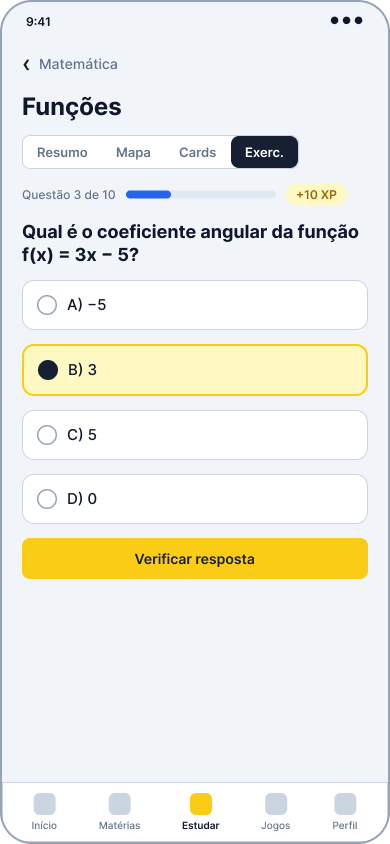 9:41
Matemática
Funções
Resumo Mapa Cards Exerc.
Questão 3 de 10 +10 XP
Qual é o coeficiente angular da função
f(x) = 3x − 5?
A) −5
B) 3
C) 5
D) 0
Verificar resposta
Início Matérias Estudar Jogos Perfil